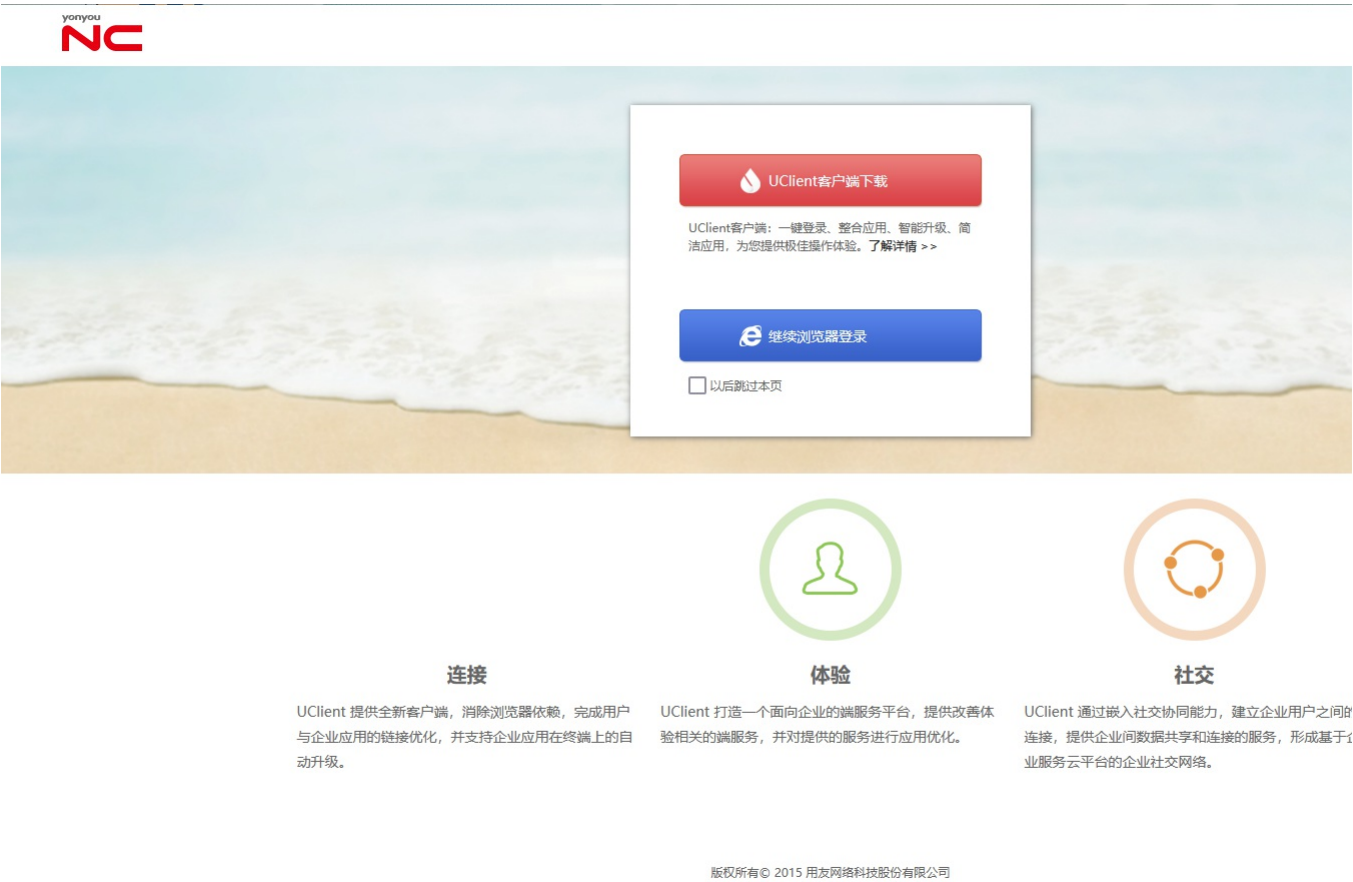 yonyou
NC
UClient客户端下载
UClient客户端：一键登录、整合应用、智能升级、简
洁应用，为您提供极佳操作体验。了解详情 >>
继续浏览器登录
以后跳过本页
连接
UClient 提供全新客户端，消除浏览器依赖，完成用户
与企业应用的链接优化，并支持企业应用在终端上的自
动升级。
体验
UClient 打造一个面向企业的端服务平台，提供改善体
验相关的端服务，并对提供的服务进行应用优化。
社交
UClient 通过嵌入社交协同能力，建立企业用户之间的
连接，提供企业间数据共享和连接的服务，形成基于企
业服务云平台的企业社交网络。
版权所有© 2015 用友网络科技股份有限公司